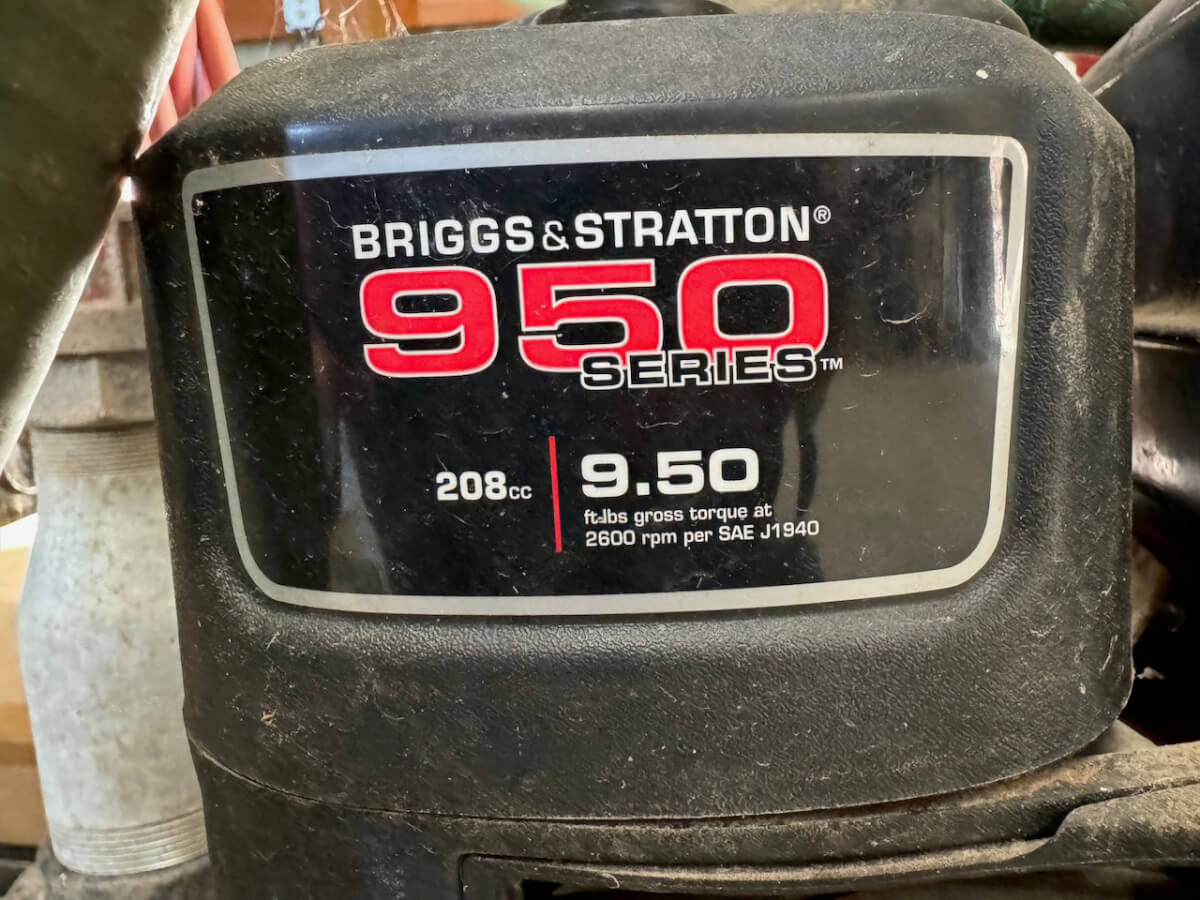 BRIGGS & STRATTON®
950
SERIES™
208cc
9.50
ft-lbs gross torque at
2600 rpm per SAE J1940